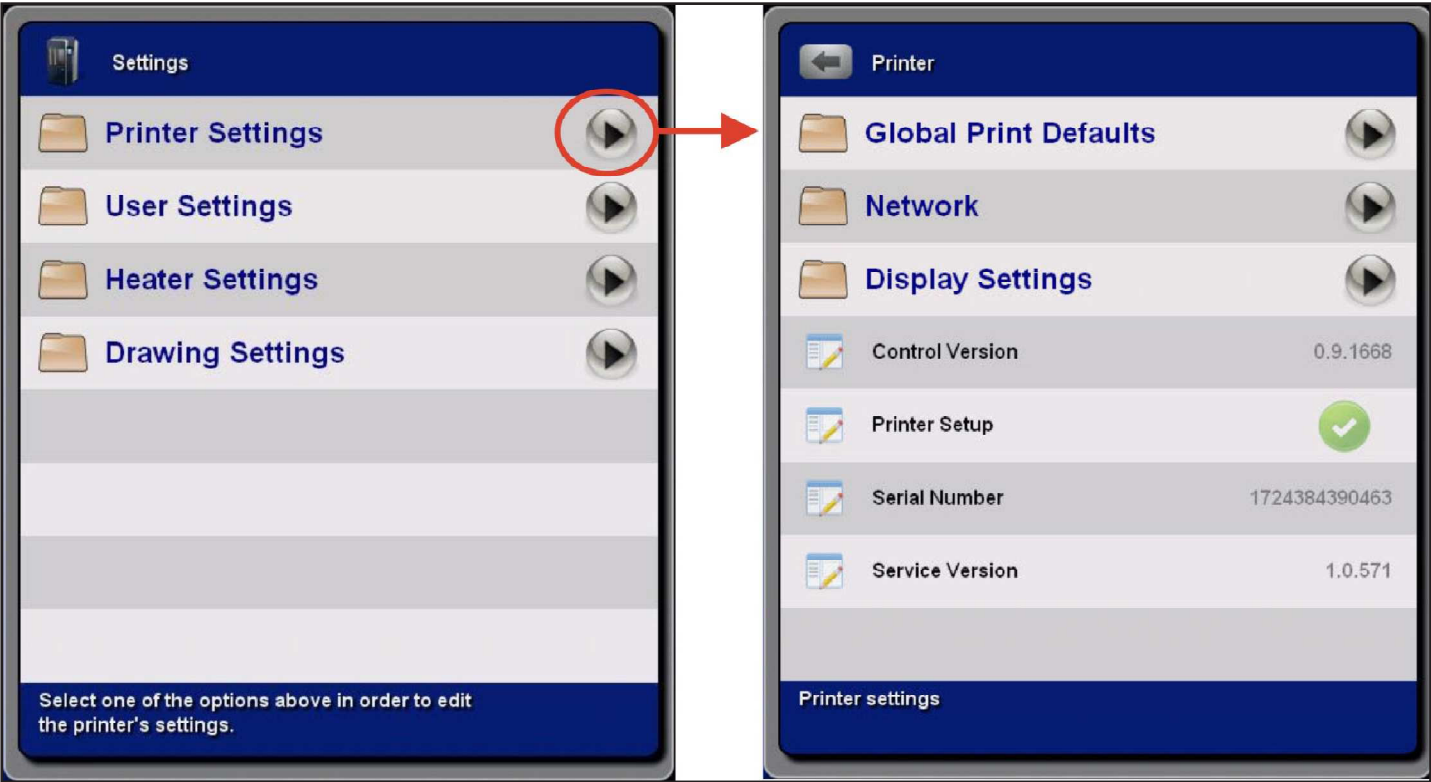 Settings
Printer Settings
User Settings
Heater Settings
Drawing Settings
Select one of the options above in order to edit
the printer's settings.
Printer
Global Print Defaults
Network
Display Settings
Control Version 0.9.1668
Printer Setup
Serial Number 1724384390463
Service Version 1.0.571
Printer settings